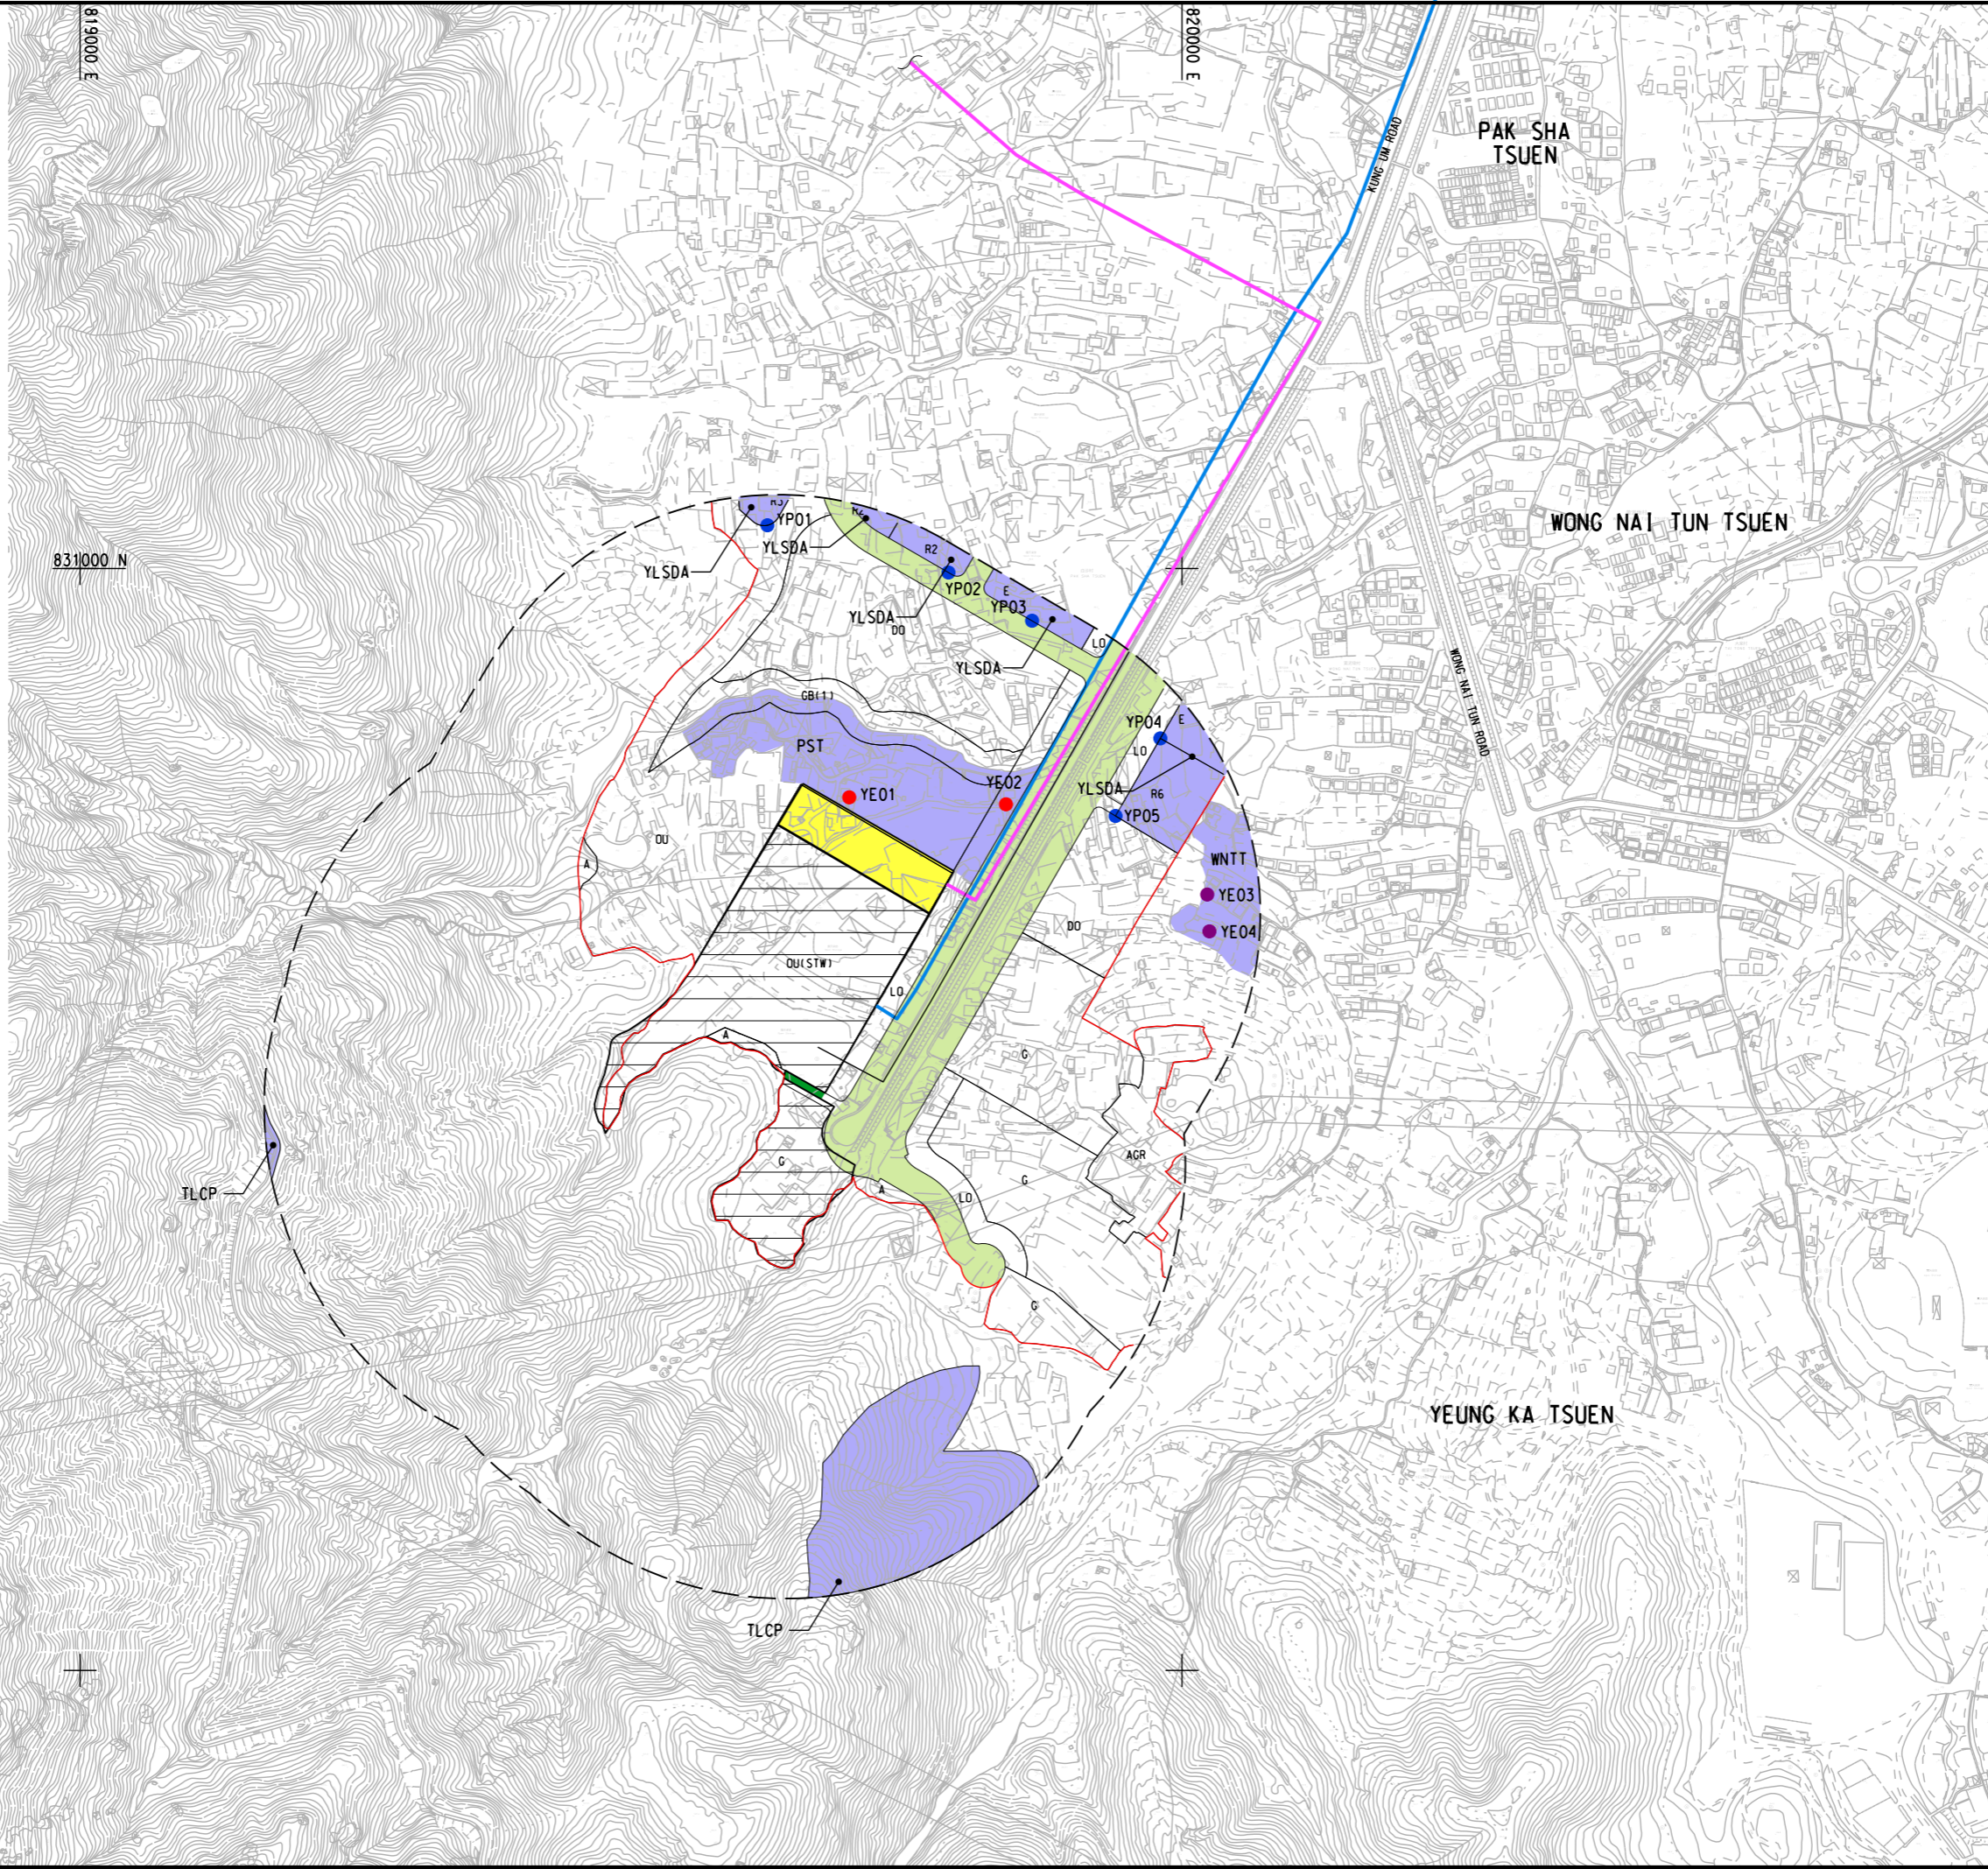 819000 E
820000 E
831000 N
PAK SHA
TSUEN
KUNG UM ROAD
WONG NAI TUN TSUEN
WONG NAI TUN ROAD
YEUNG KA TSUEN
R3
YP01
YLSDA
YLSDA
R2
R2
YP02
YLSDA
DO
E
YP03
YLSDA
LO
GB(1)
PST
YE01
YE02
YP04
E
LO
YLSDA
R6
YP05
WNTT
YE03
YE04
OU
A
DO
OU(STW)
LO
A
G
G
AGR
G
A
LO
G
TLCP
TLCP